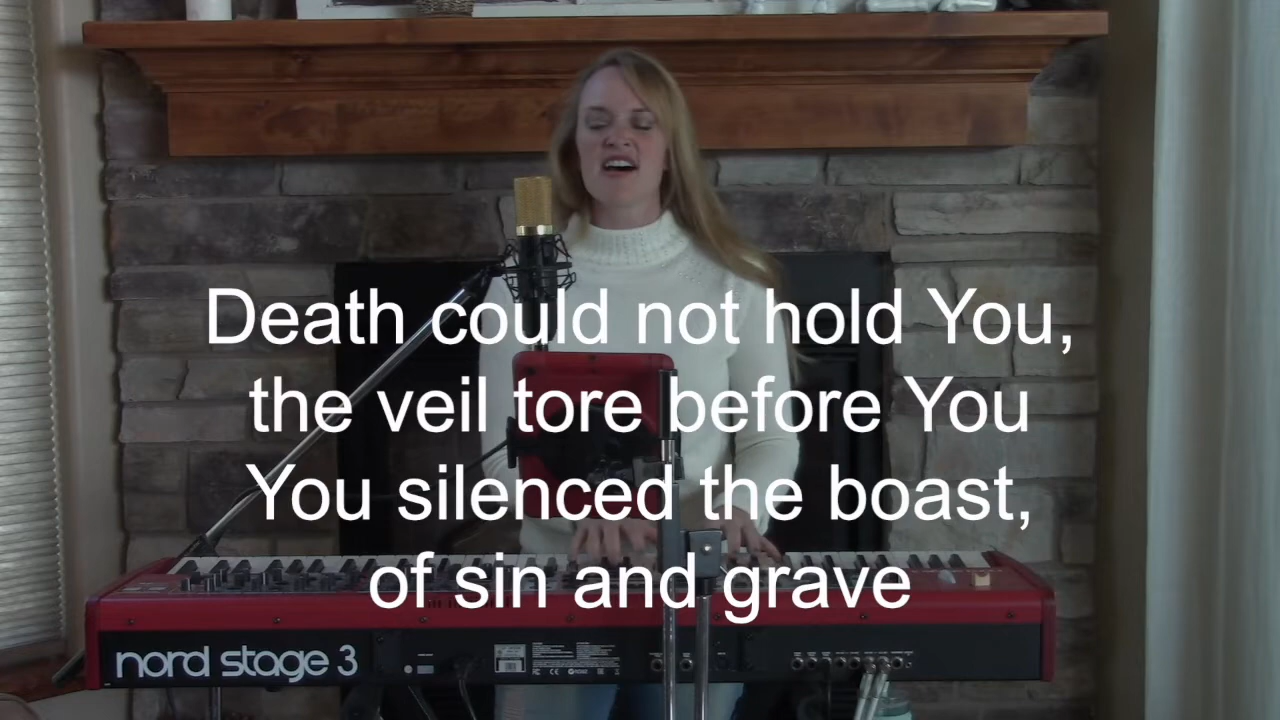 Death could not hold You,
the veil tore before You
You silenced the boast,
of sin and grave
nord stage 3